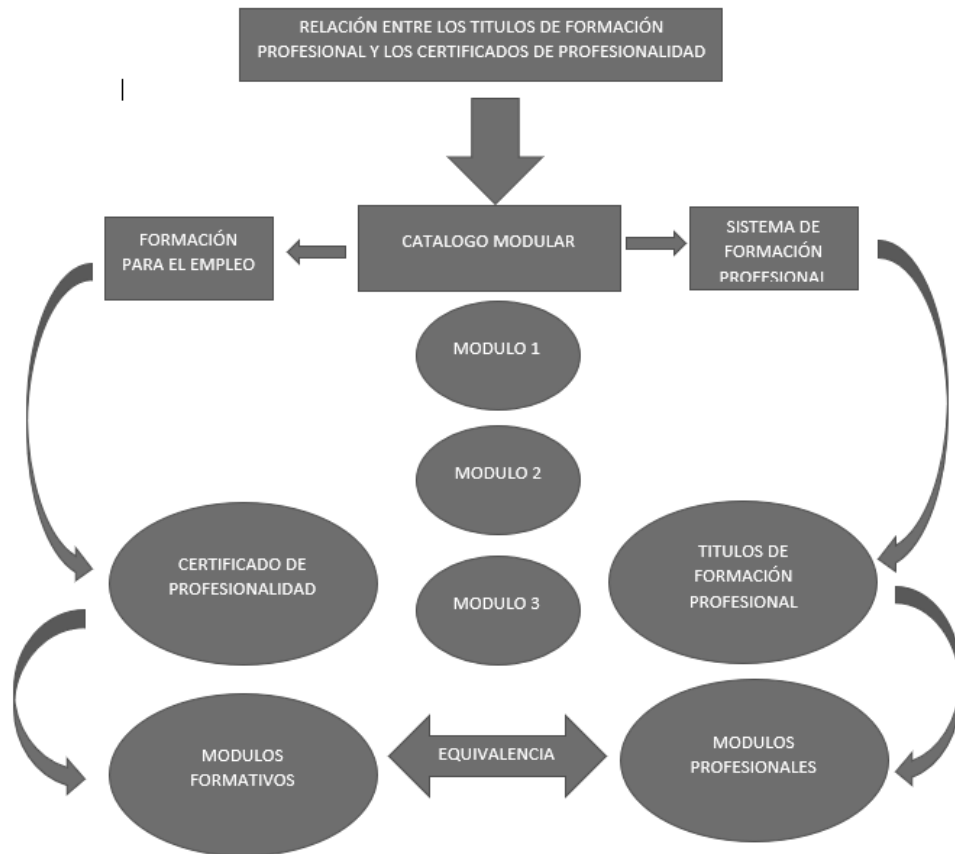 RELACIÓN ENTRE LOS TITULOS DE FORMACIÓN
PROFESIONAL Y LOS CERTIFICADOS DE PROFESIONALIDAD
FORMACIÓN
PARA EL EMPLEO
CATALOGO MODULAR
SISTEMA DE
FORMACIÓN
PROFESIONAL
MODULO 1
MODULO 2
MODULO 3
CERTIFICADO DE
PROFESIONALIDAD
TITULOS DE
FORMACIÓN
PROFESIONAL
MODULOS
FORMATIVOS
EQUIVALENCIA
MODULOS
PROFESIONALES